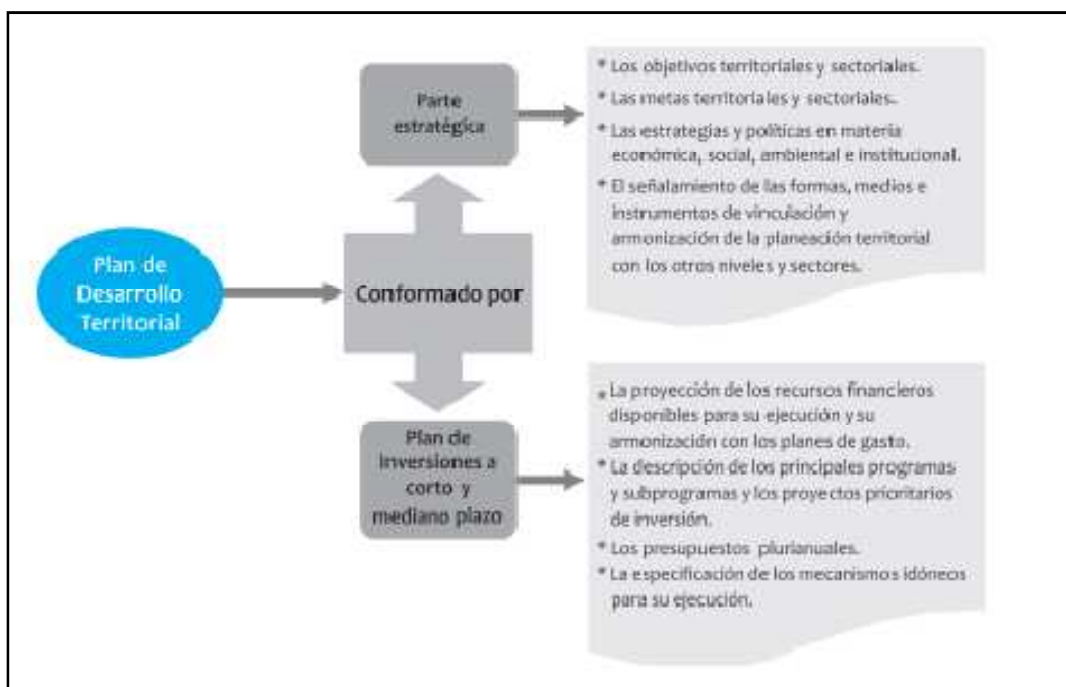 Plan de
Desarrollo
Territorial
Conformado por
Parte
estratégica
* Los objetivos territoriales y sectoriales.
* Las metas territoriales y sectoriales.
* Las estrategias y políticas en materia
económica, social, ambiental e institucional.
* El señalamiento de las formas, medios e
instrumentos de vinculación y
armonización de la planeación territorial
con los otros niveles y sectores.
Plan de
inversiones a
corto y
mediano plazo
* La proyección de los recursos financieros
disponibles para su ejecución y su
armonización con los planes de gasto.
* La descripción de los principales programas
y subprogramas y los proyectos prioritarios
de inversión.
* Los presupuestos plurianuales.
* La especificación de los mecanismos idóneos
para su ejecución.